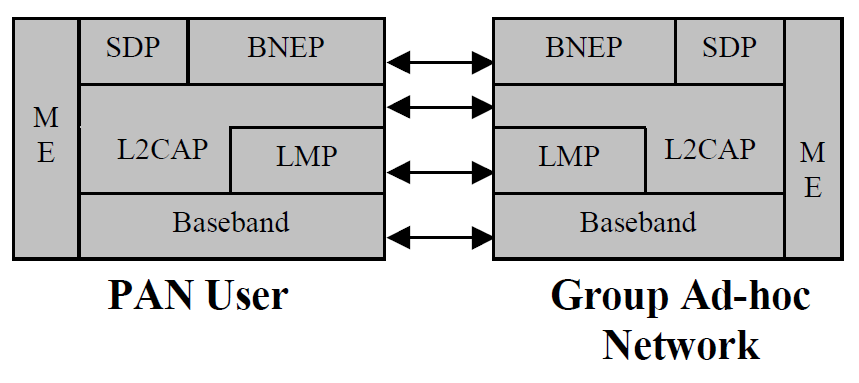 SDP BNEP
M
E
L2CAP LMP
Baseband
PAN User
BNEP SDP
LMP L2CAP
M
E
Baseband
Group Ad-hoc
Network